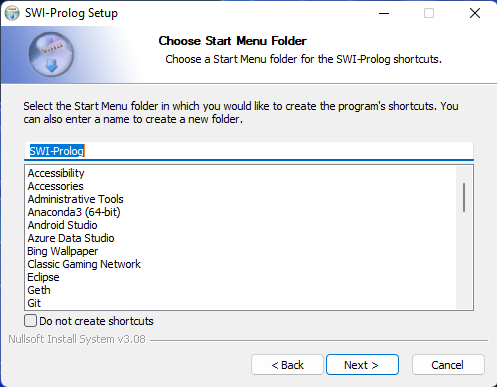 SWI-Prolog Setup
Choose Start Menu Folder
Choose a Start Menu folder for the SWI-Prolog shortcuts.
Select the Start Menu folder in which you would like to create the program's shortcuts. You
can also enter a name to create a new folder.
SWI-Prolog
Accessibility
Accessories
Administrative Tools
Anaconda3 (64-bit)
Android Studio
Azure Data Studio
Bing Wallpaper
Classic Gaming Network
Eclipse
Geth
Git
Do not create shortcuts
Nullsoft Install System v3.08
< Back
Next >
Cancel